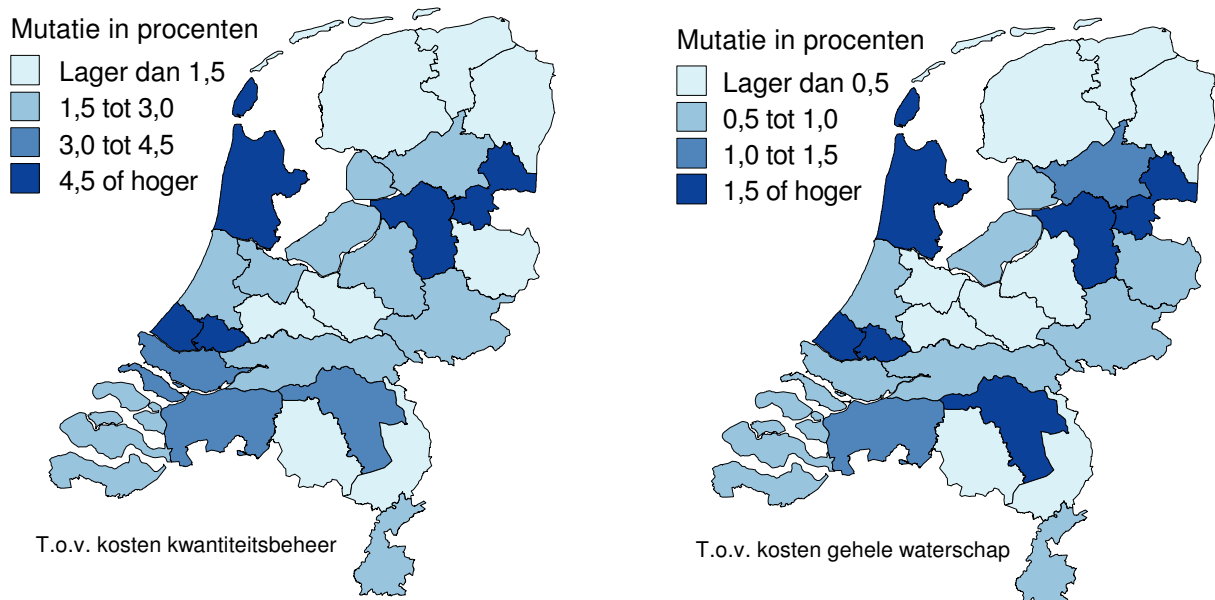 Mutatie in procenten
Lager dan 1,5
1,5 tot 3,0
3,0 tot 4,5
4,5 of hoger
T.o.v. kosten kwantiteitsbeheer
Mutatie in procenten
Lager dan 0,5
0,5 tot 1,0
1,0 tot 1,5
1,5 of hoger
T.o.v. kosten gehele waterschap